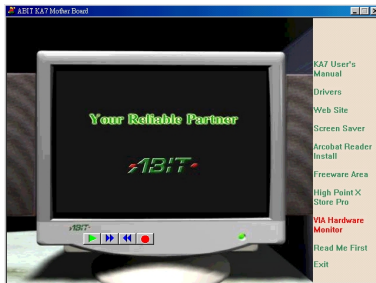 ABIT KA7 Mother Board
Your Reliable Partner
ABIT
ABIT
KA7 User's
Manual
Drivers
Web Site
Screen Saver
Arcobat Reader
Install
Freeware Area
High Point X
Store Pro
VIA Hardware
Monitor
Read Me First
Exit